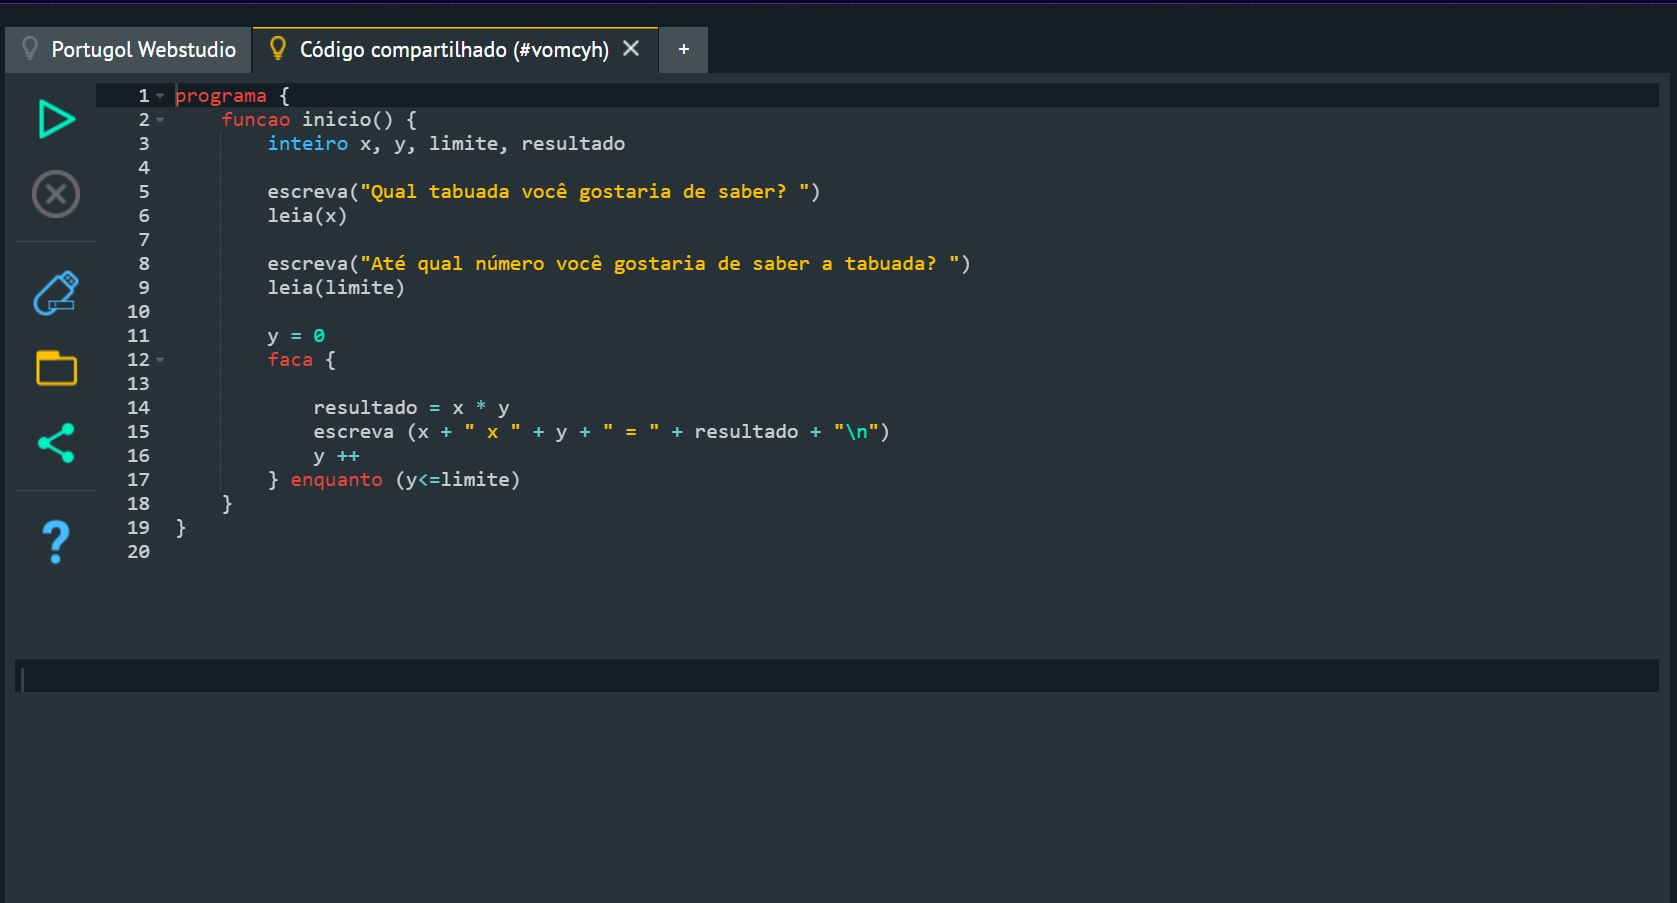 Portugol Webstudio
Código compartilhado (#vomcyh) ✕
+
1 programa {
2 funcao inicio() {
3 inteiro x, y, limite, resultado
4
5 escreva("Qual tabuada você gostaria de saber? ")
6 leia(x)
7
8 escreva("Até qual número você gostaria de saber a tabuada? ")
9 leia(limite)
10
11 y = 0
12 faca {
13
14 resultado = x * y
15 escreva (x + " x " + y + " = " + resultado + "\n")
16 y ++
17 } enquanto (y<=limite)
18 }
19 }
20
?